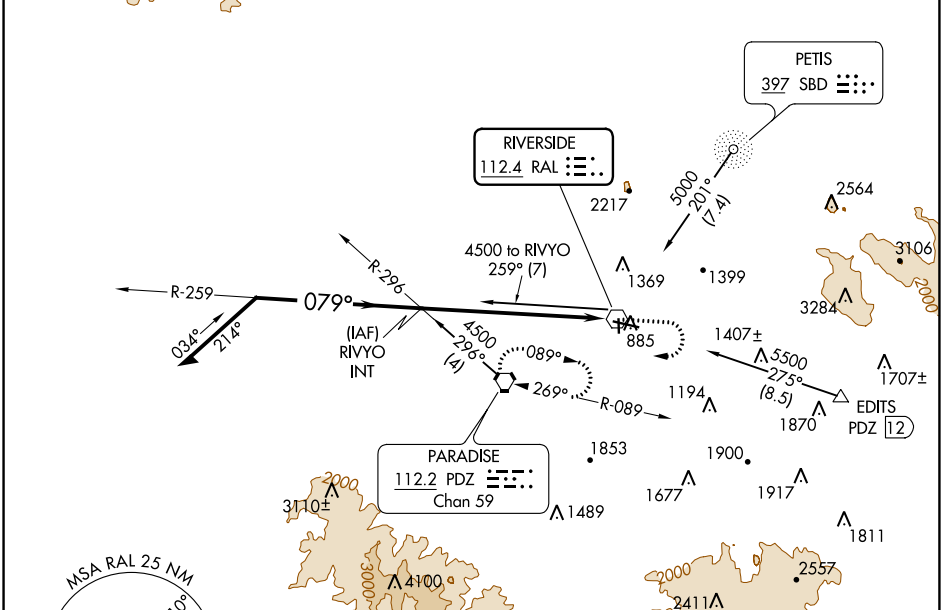 PETIS
397 SBD
RIVERSIDE
112.4 RAL
5000
201°
(7.4)
2217
2564
3106
2000
3284
4500 to RIVYO
259° (7)
1369
1399
R-296
R-259
079°
034°
214°
(IAF)
RIVYO
INT
4500
296°
(4)
885
089°
269°
R-089
1407±
5500
275°
(8.5)
1707±
EDITS
PDZ 12
1194
1870
PARADISE
112.2 PDZ
Chan 59
1853
1900
1677
1917
1489
1811
2000
3110±
3000
4100
2000
2557
2411
MSA RAL 25 NM